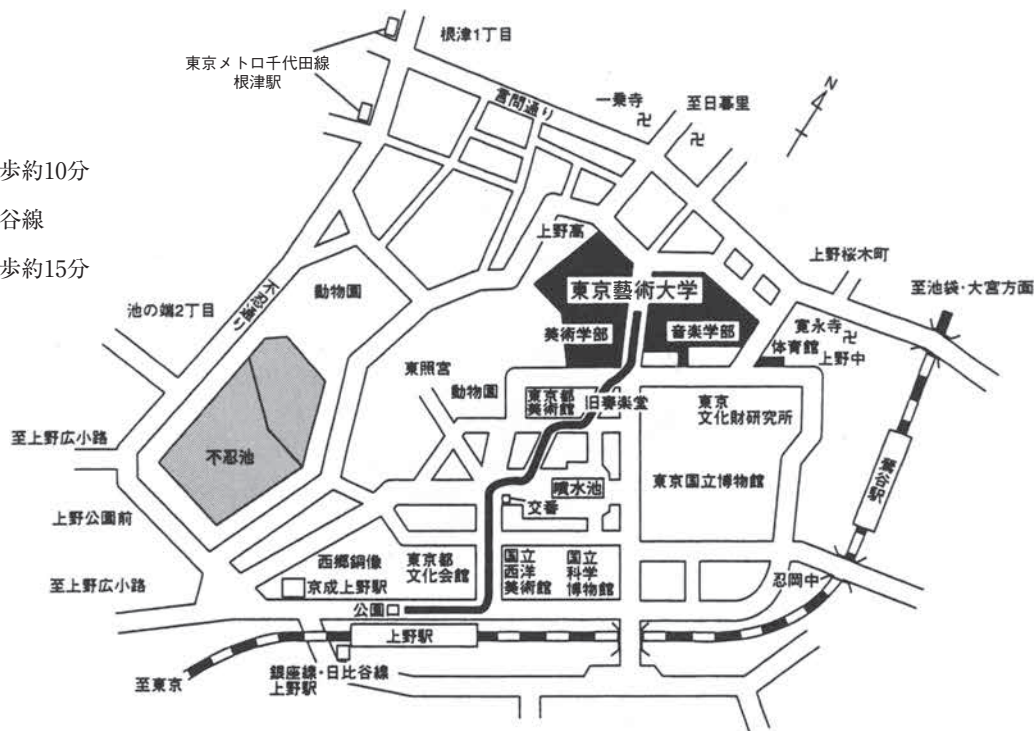 根津1丁目
東京メトロ千代田線
根津駅
言問通り
一乗寺
至日暮里
N
歩約10分
谷線
歩約15分
上野高
上野桜木町
至池袋・大宮方面
不忍通り
動物園
池の端2丁目
東京藝術大学
美術学部
音楽学部
寛永寺
体育館
上野中
東照宮
動物園
東京都
美術館
旧奏楽堂
東京
文化財研究所
至上野広小路
不忍池
噴水池
東京国立博物館
鶯谷駅
交番
上野公園前
西郷銅像
東京都
文化会館
国立
西洋
美術館
国立
科学
博物館
忍岡中
至上野広小路
京成上野駅
公園口
上野駅
銀座線・日比谷線
上野駅
至東京